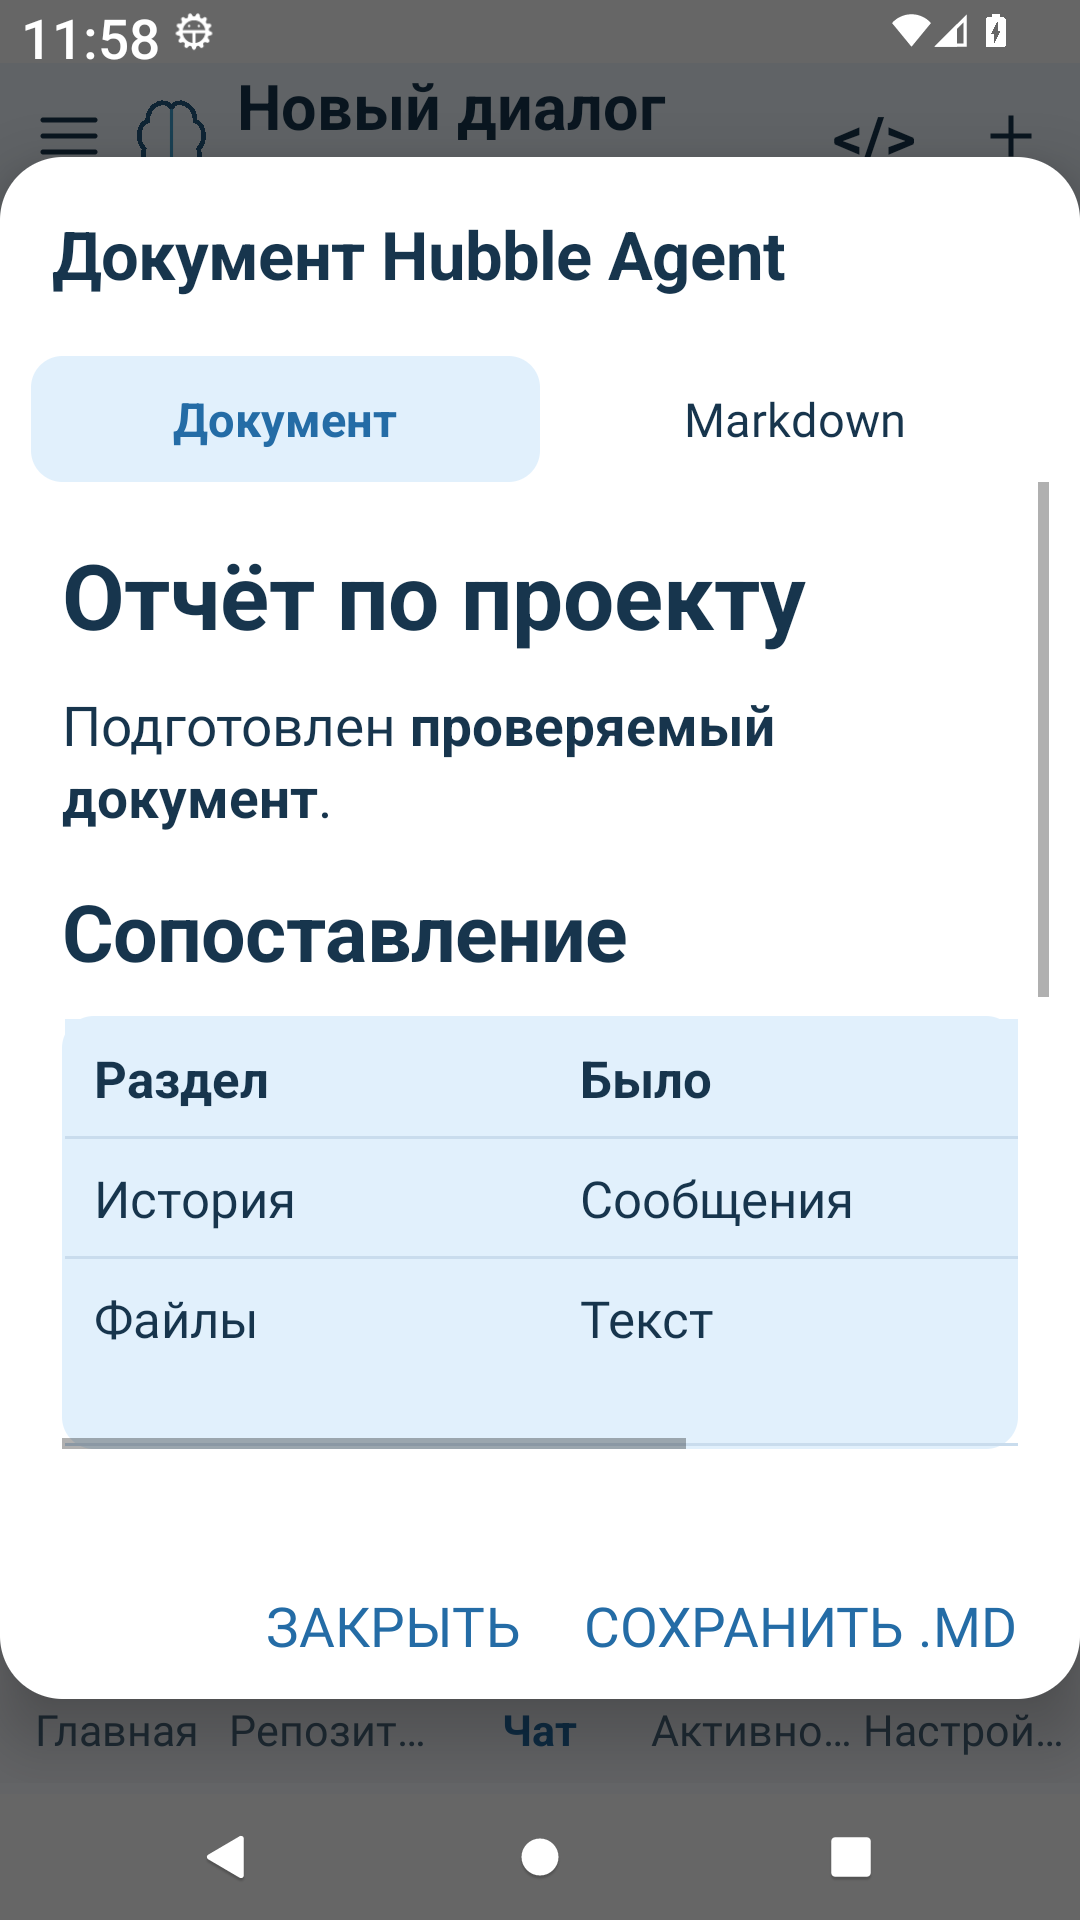 11:58
Новый диалог
</>
Документ Hubble Agent
Документ
Markdown
Отчёт по проекту
Подготовлен проверяемый
документ.
Сопоставление
Раздел Было
История Сообщения
Файлы Текст
ЗАКРЫТЬ СОХРАНИТЬ .MD
Главная Репозит… Чат Активно… Настрой…